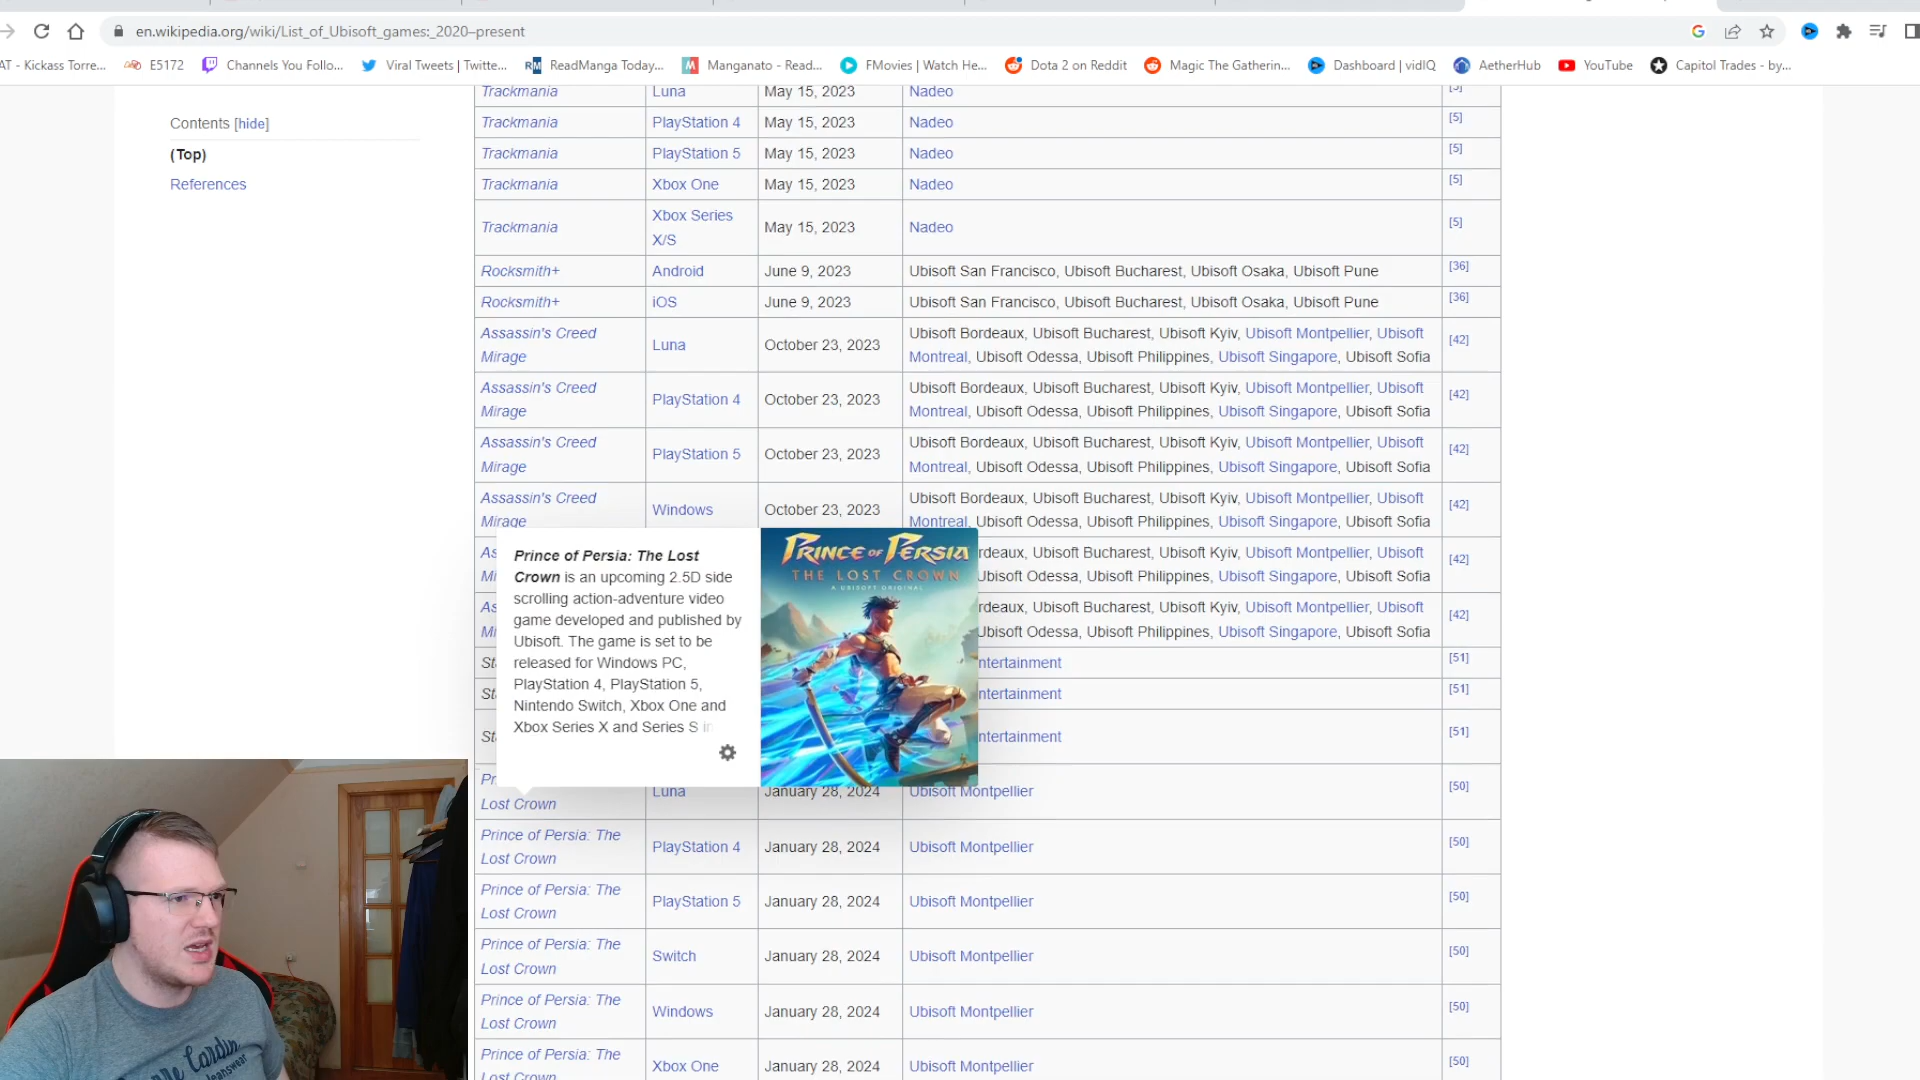 en.wikipedia.org/wiki/List_of_Ubisoft_games:_2020–present
AT - Kickass Torre... E5172 Channels You Follo... Viral Tweets | Twitte... RM ReadManga Today... Manganato - Read... FMovies | Watch He... Dota 2 on Reddit Magic The Gatherin... Dashboard | vidIQ AetherHub YouTube Capitol Trades - by...
Contents [hide]
(Top)
References
Trackmania Luna May 15, 2023 Nadeo [5]
Trackmania PlayStation 4 May 15, 2023 Nadeo [5]
Trackmania PlayStation 5 May 15, 2023 Nadeo [5]
Trackmania Xbox One May 15, 2023 Nadeo [5]
Trackmania Xbox Series X/S May 15, 2023 Nadeo [5]
Rocksmith+ Android June 9, 2023 Ubisoft San Francisco, Ubisoft Bucharest, Ubisoft Osaka, Ubisoft Pune [36]
Rocksmith+ iOS June 9, 2023 Ubisoft San Francisco, Ubisoft Bucharest, Ubisoft Osaka, Ubisoft Pune [36]
Assassin's Creed Ubisoft Bordeaux, Ubisoft Bucharest, Ubisoft Kyiv, Ubisoft Montpellier, Ubisoft
Mirage Luna October 23, 2023 Montreal, Ubisoft Odessa, Ubisoft Philippines, Ubisoft Singapore, Ubisoft Sofia [42]
Assassin's Creed Ubisoft Bordeaux, Ubisoft Bucharest, Ubisoft Kyiv, Ubisoft Montpellier, Ubisoft
Mirage PlayStation 4 October 23, 2023 Montreal, Ubisoft Odessa, Ubisoft Philippines, Ubisoft Singapore, Ubisoft Sofia [42]
Assassin's Creed Ubisoft Bordeaux, Ubisoft Bucharest, Ubisoft Kyiv, Ubisoft Montpellier, Ubisoft
Mirage PlayStation 5 October 23, 2023 Montreal, Ubisoft Odessa, Ubisoft Philippines, Ubisoft Singapore, Ubisoft Sofia [42]
Assassin's Creed Ubisoft Bordeaux, Ubisoft Bucharest, Ubisoft Kyiv, Ubisoft Montpellier, Ubisoft
Mirage Windows October 23, 2023 Montreal, Ubisoft Odessa, Ubisoft Philippines, Ubisoft Singapore, Ubisoft Sofia [42]
As rdeaux, Ubisoft Bucharest, Ubisoft Kyiv, Ubisoft Montpellier, Ubisoft
Mi Ubisoft Odessa, Ubisoft Philippines, Ubisoft Singapore, Ubisoft Sofia [42]
As rdeaux, Ubisoft Bucharest, Ubisoft Kyiv, Ubisoft Montpellier, Ubisoft
Mi Ubisoft Odessa, Ubisoft Philippines, Ubisoft Singapore, Ubisoft Sofia [42]
Sta ntertainment [51]
Sta ntertainment [51]
Sta ntertainment [51]
Prince of Persia: The Lost
Crown is an upcoming 2.5D side
scrolling action-adventure video
game developed and published by
Ubisoft. The game is set to be
released for Windows PC,
PlayStation 4, PlayStation 5,
Nintendo Switch, Xbox One and
Xbox Series X and Series S in
PRINCE OF PERSIA
THE LOST CROWN
A UBISOFT ORIGINAL
Pr
Lost Crown Luna January 28, 2024 Ubisoft Montpellier [50]
Prince of Persia: The
Lost Crown PlayStation 4 January 28, 2024 Ubisoft Montpellier [50]
Prince of Persia: The
Lost Crown PlayStation 5 January 28, 2024 Ubisoft Montpellier [50]
Prince of Persia: The
Lost Crown Switch January 28, 2024 Ubisoft Montpellier [50]
Prince of Persia: The
Lost Crown Windows January 28, 2024 Ubisoft Montpellier [50]
Prince of Persia: The
Lost Crown Xbox One January 28, 2024 Ubisoft Montpellier [50]
Cardin